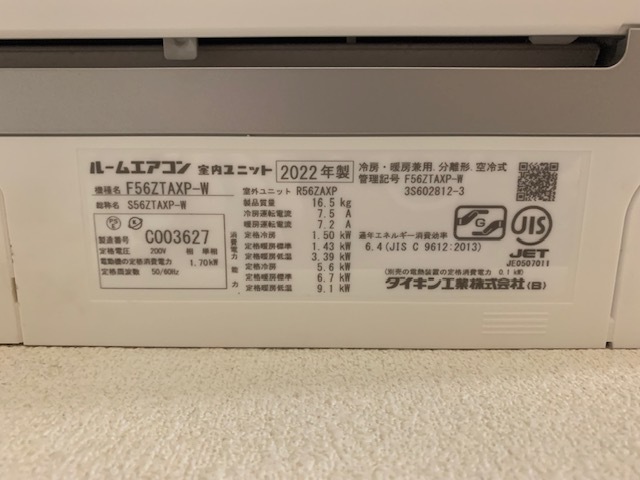 ルームエアコン 室内ユニット 2022年製
機種名 F56ZTAXP-W
総称名 S56ZTAXP-W
製造番号 C003627
定格電圧 200V 相 単相
電動機の定格消費電力 1.70kW
定格周波数 50/60Hz
室外ユニット R56ZAXP
製品質量 16.5 kg
冷房運転電流 7.5 A
暖房運転電流 7.2 A
消費電力
定格冷房 1.50 kW
定格暖房標準 1.43 kW
定格暖房低温 3.39 kW
能力
定格冷房 5.6 kW
定格暖房標準 6.7 kW
定格暖房低温 9.1 kW
冷房・暖房兼用、分離形、空冷式
管理記号 F56ZTAXP-W
3S602812-3
G
JIS
通年エネルギー消費効率
6.4(JIS C 9612:2013)
JET
JE0507011
(別売の電熱装置の定格消費電力 0.1 kW)
ダイキン工業株式会社(B)